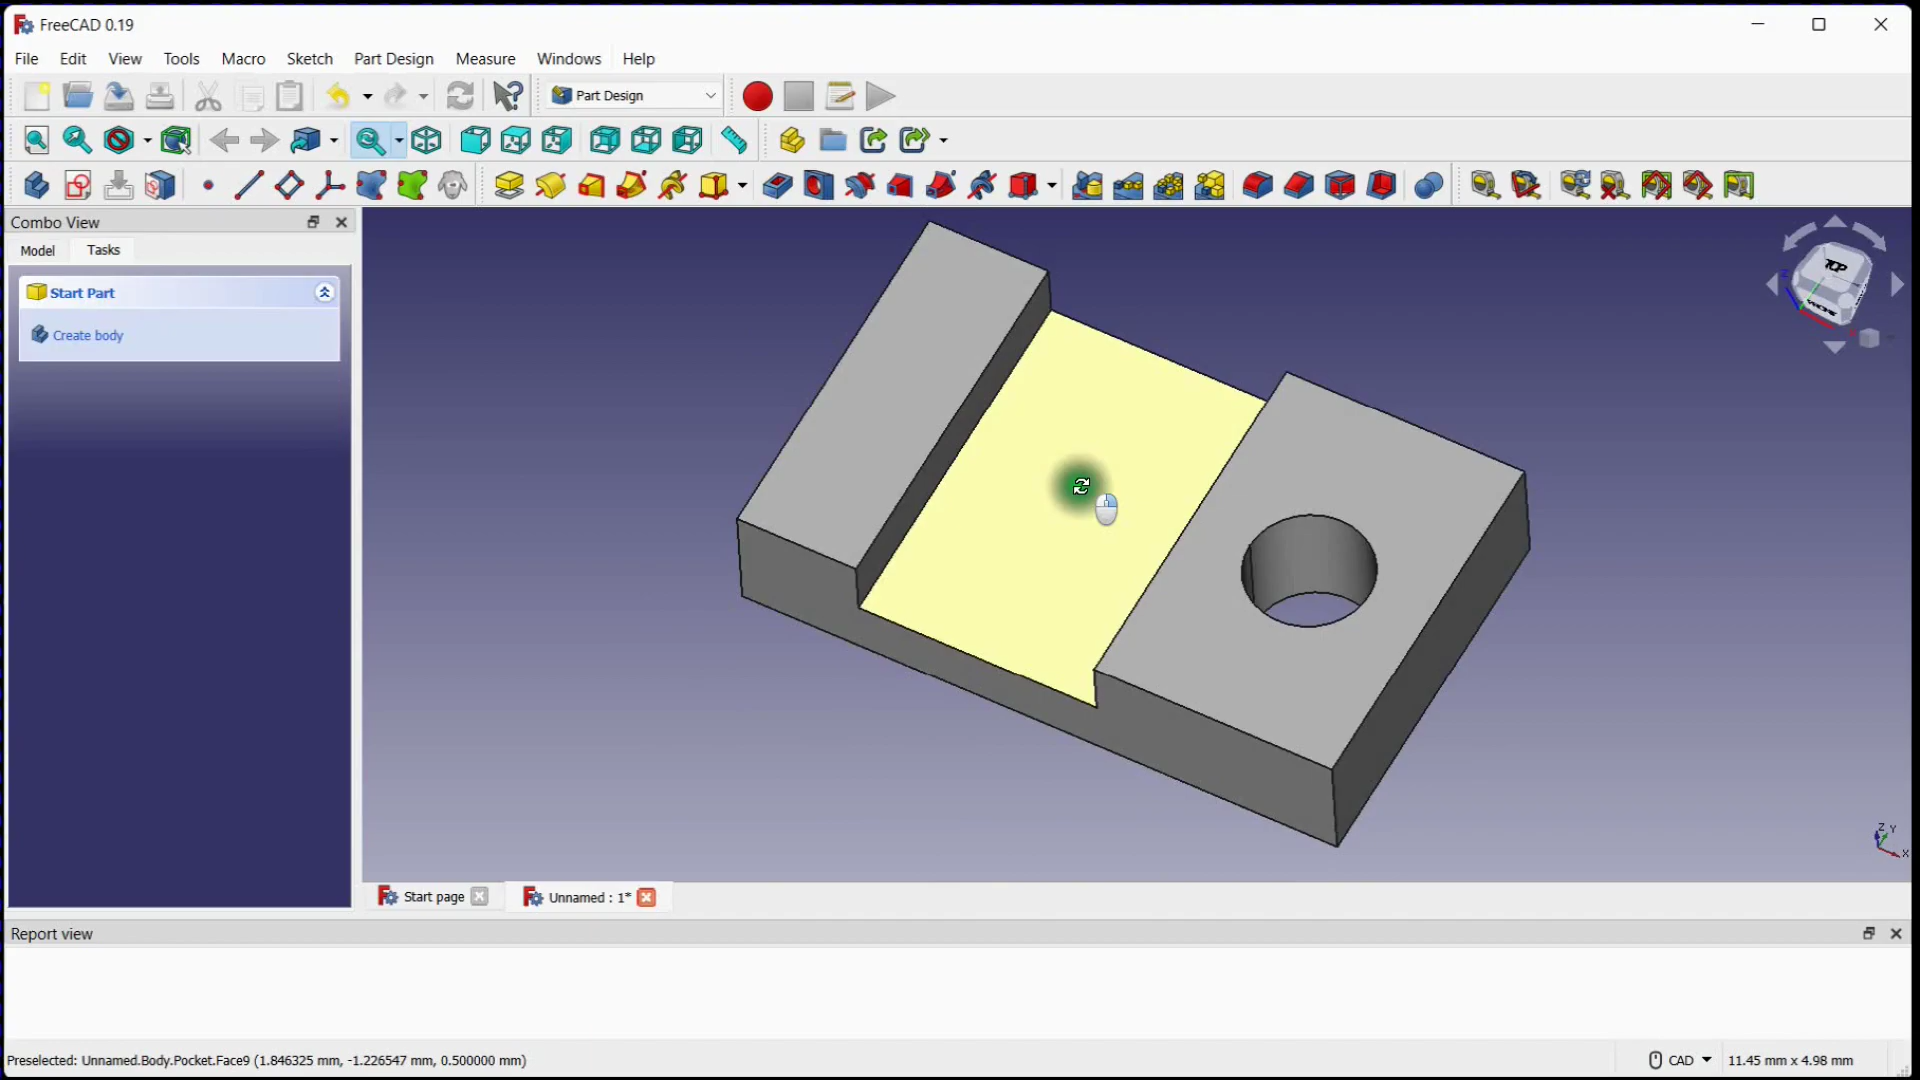 FreeCAD 0.19
File Edit View Tools Macro Sketch Part Design Measure Windows Help
Part Design
Combo View
Model Tasks
Start Part
Create body
TOP
Z
Z Y
X
Start page
Unnamed : 1*
Report view
Preselected: Unnamed.Body.Pocket.Face9 (1.846325 mm, -1.226547 mm, 0.500000 mm)
CAD
11.45 mm x 4.98 mm